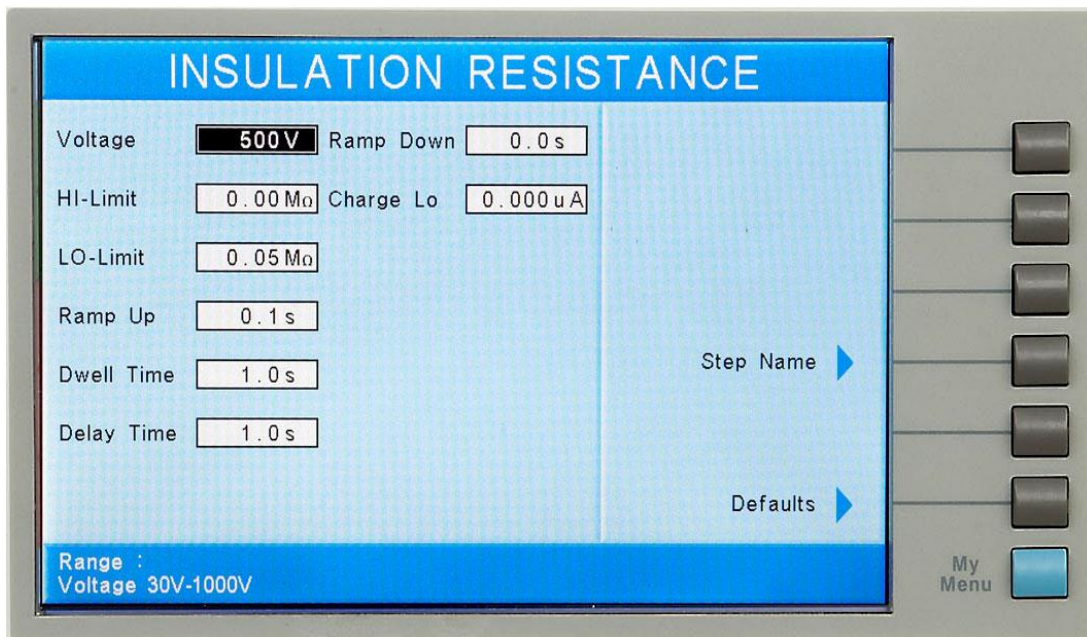 INSULATION RESISTANCE
Voltage 500V Ramp Down 0.0s
HI-Limit 0.00MΩ Charge Lo 0.000uA
LO-Limit 0.05MΩ
Ramp Up 0.1s
Dwell Time 1.0s
Delay Time 1.0s
Step Name
Defaults
Range :
Voltage 30V-1000V
My
Menu